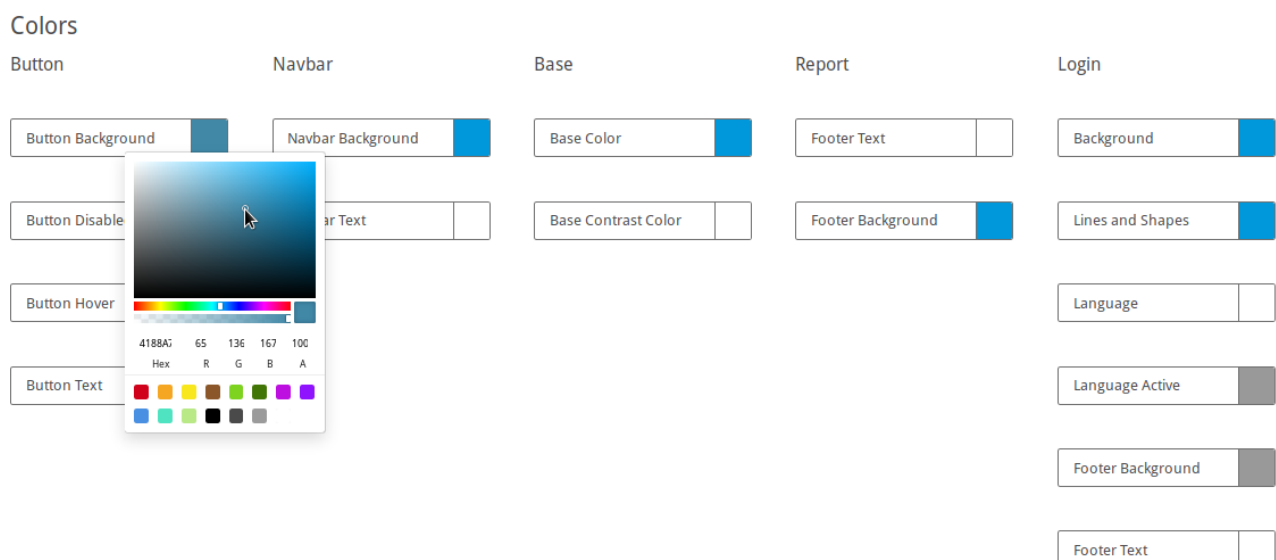 Colors
Button Navbar Base Report Login
Button Background Navbar Background Base Color Footer Text Background
Button Disable ar Text Base Contrast Color Footer Background Lines and Shapes
Button Hover Language
4188A7 65 136 167 100
Hex R G B A
Button Text Language Active
Footer Background
Footer Text